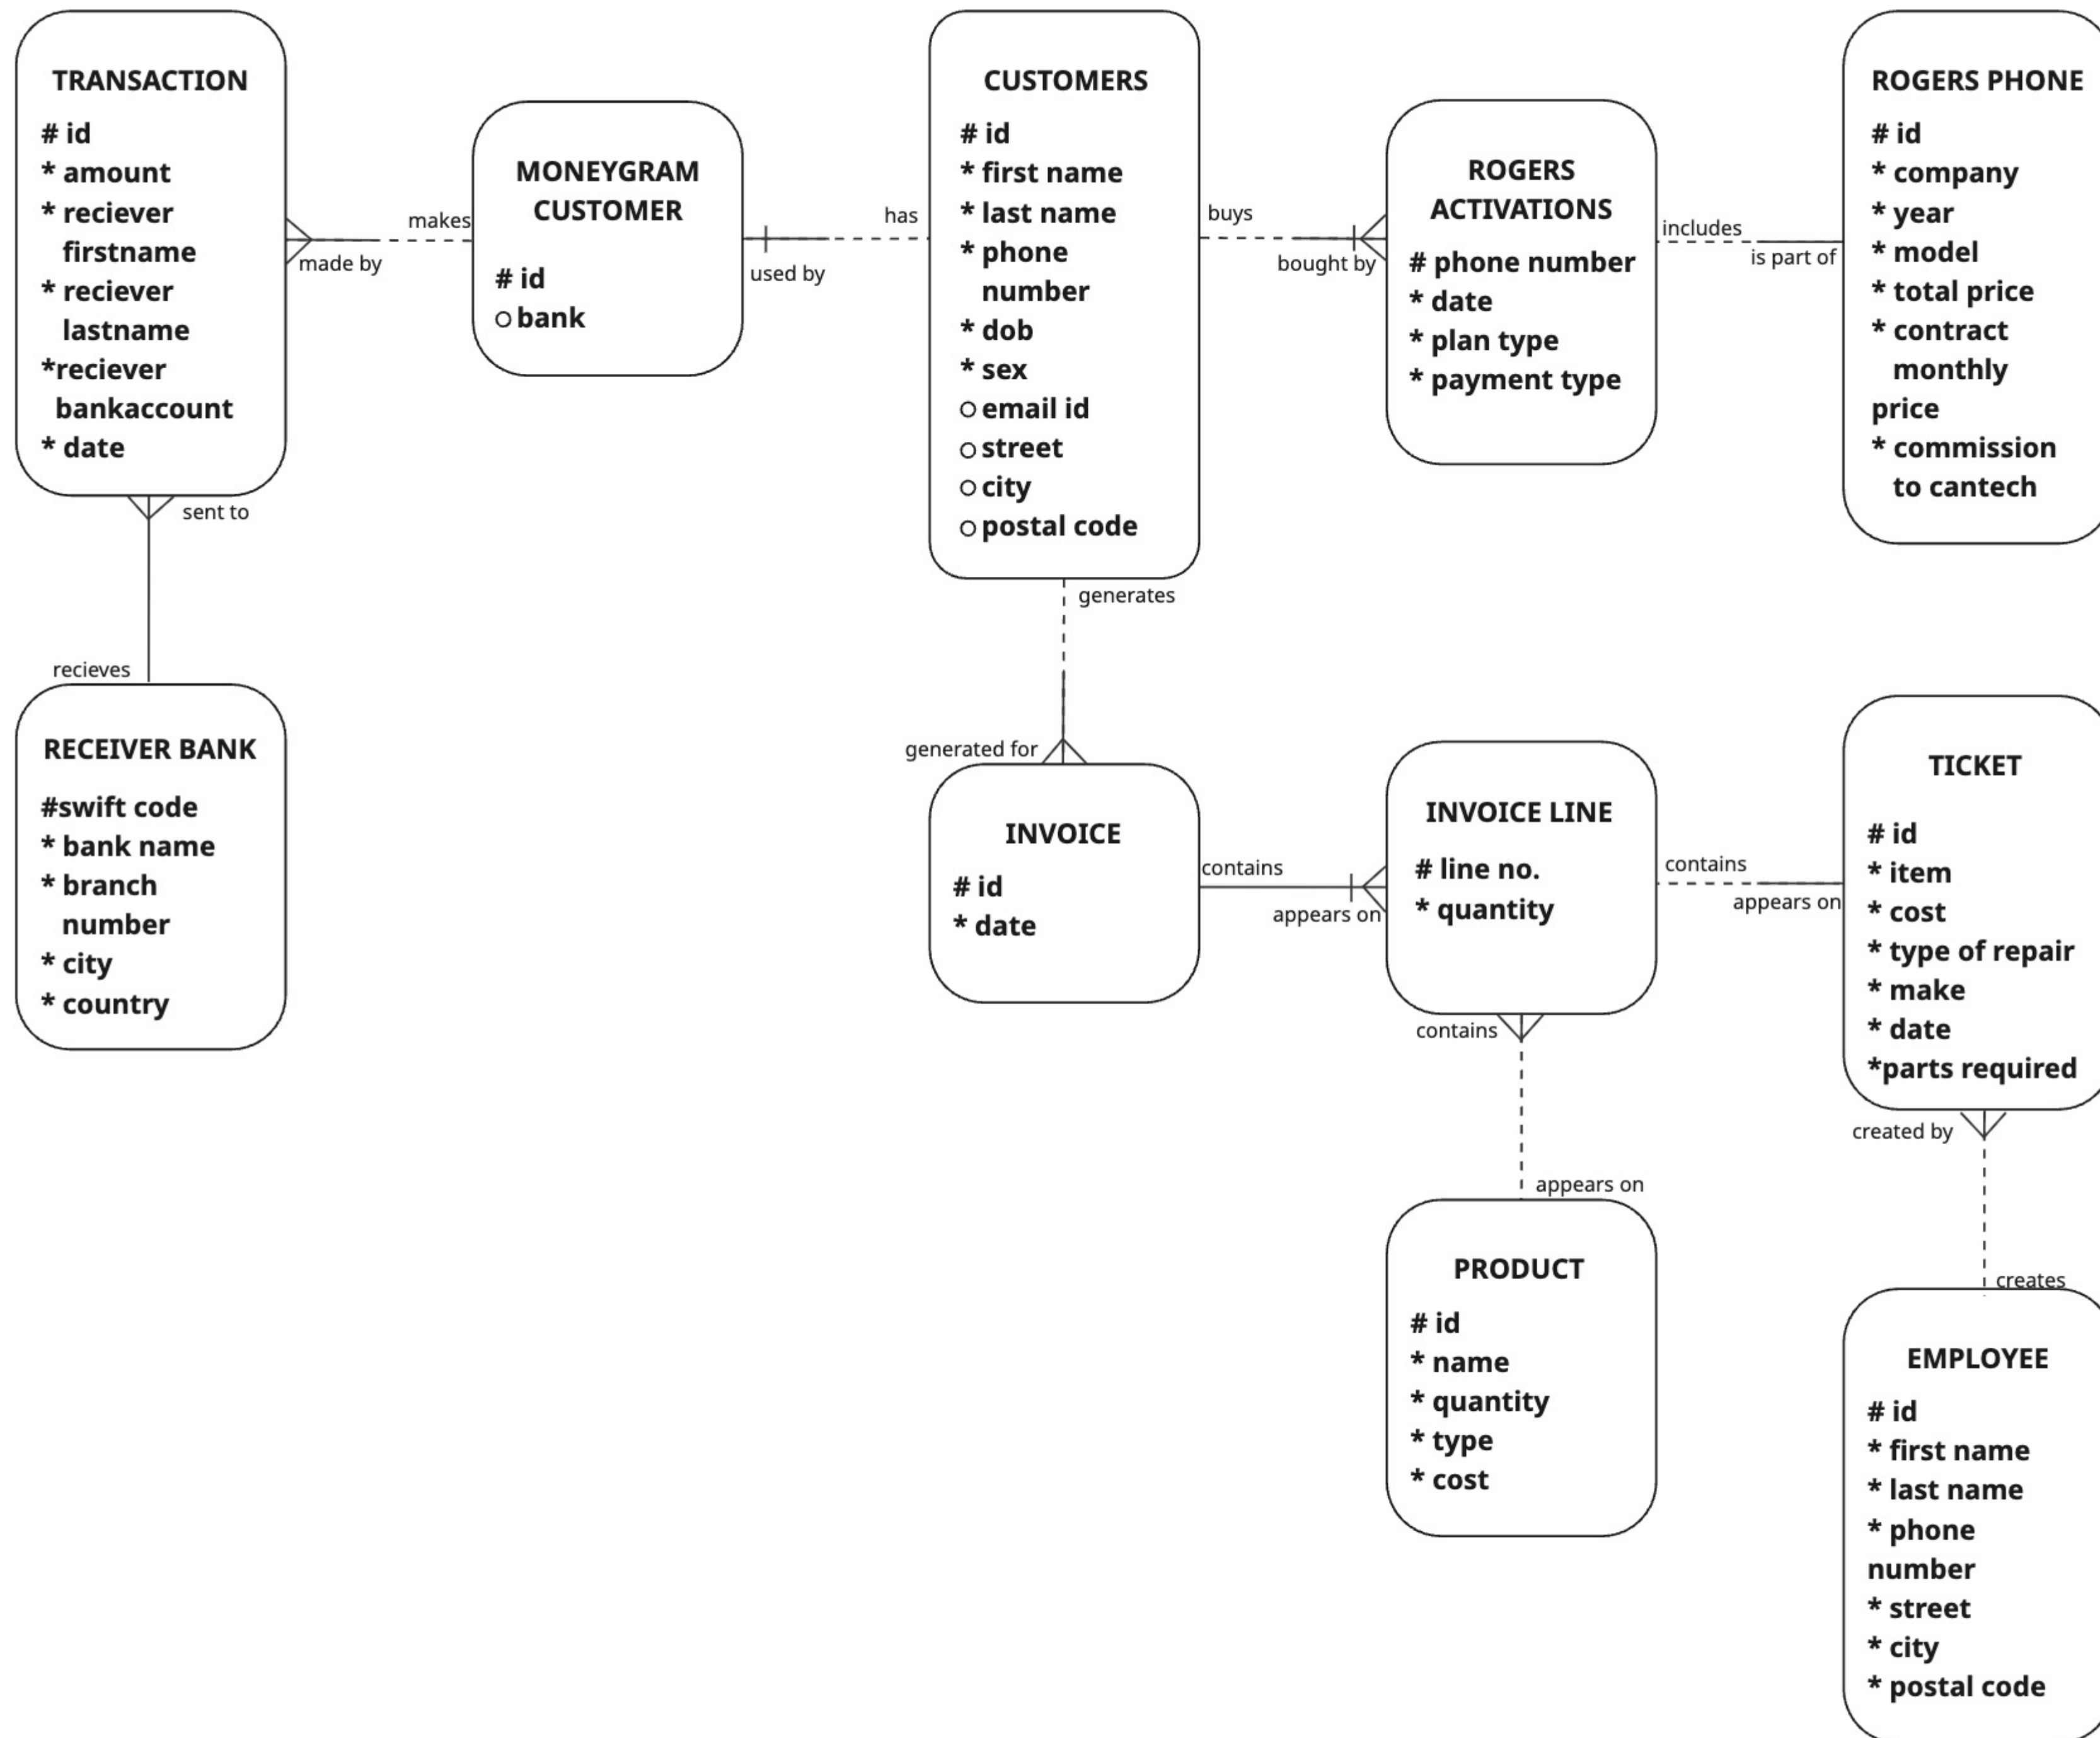 TRANSACTION
# id
* amount
* reciever
firstname
* reciever
lastname
*reciever
bankaccount
* date
makes
made by
MONEYGRAM
CUSTOMER
# id
o bank
has
used by
CUSTOMERS
# id
* first name
* last name
* phone
number
* dob
* sex
o email id
o street
o city
o postal code
buys
bought by
ROGERS
ACTIVATIONS
# phone number
* date
* plan type
* payment type
includes
is part of
ROGERS PHONE
# id
* company
* year
* model
* total price
* contract
monthly
price
* commission
to cantech
sent to
recieves
RECEIVER BANK
#swift code
* bank name
* branch
number
* city
* country
generates
generated for
INVOICE
# id
* date
contains
appears on
INVOICE LINE
# line no.
* quantity
contains
appears on
TICKET
# id
* item
* cost
* type of repair
* make
* date
*parts required
contains
appears on
PRODUCT
# id
* name
* quantity
* type
* cost
created by
creates
EMPLOYEE
# id
* first name
* last name
* phone
number
* street
* city
* postal code